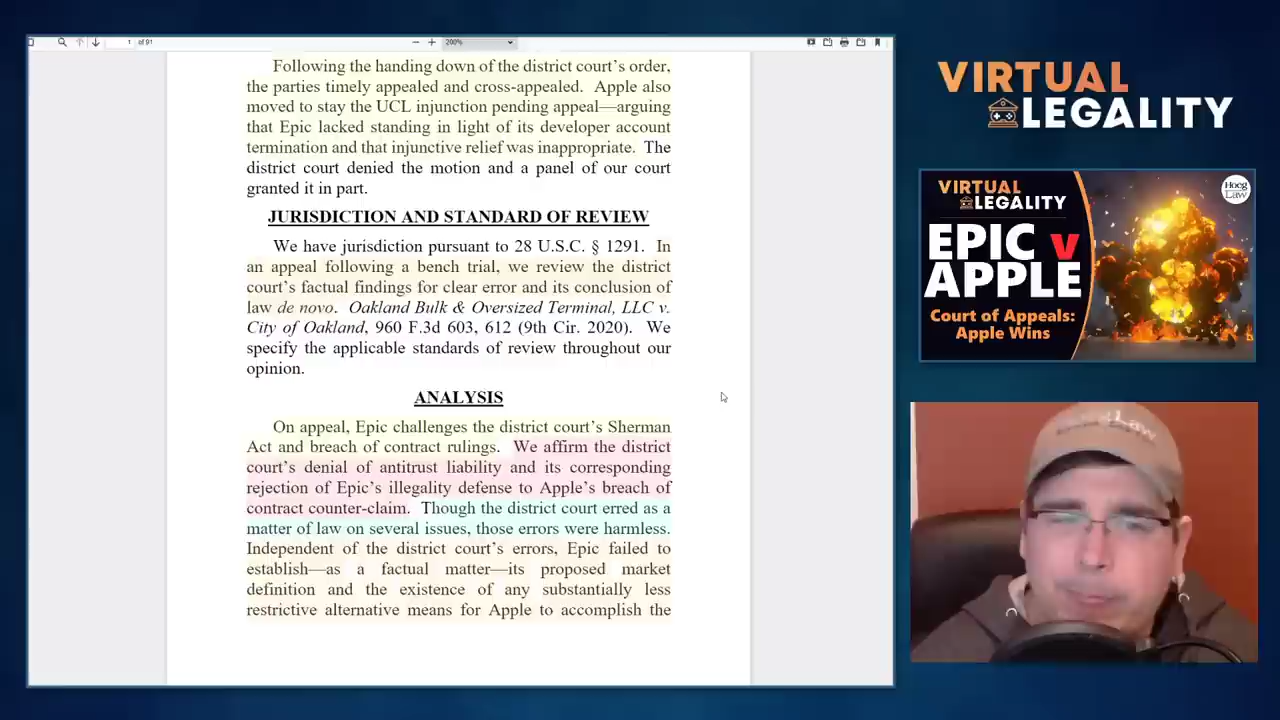 1 of 91
200%
Following the handing down of the district court's order,
the parties timely appealed and cross-appealed. Apple also
moved to stay the UCL injunction pending appeal—arguing
that Epic lacked standing in light of its developer account
termination and that injunctive relief was inappropriate. The
district court denied the motion and a panel of our court
granted it in part.
JURISDICTION AND STANDARD OF REVIEW
We have jurisdiction pursuant to 28 U.S.C. § 1291. In
an appeal following a bench trial, we review the district
court's factual findings for clear error and its conclusion of
law de novo. Oakland Bulk & Oversized Terminal, LLC v.
City of Oakland, 960 F.3d 603, 612 (9th Cir. 2020). We
specify the applicable standards of review throughout our
opinion.
ANALYSIS
On appeal, Epic challenges the district court's Sherman
Act and breach of contract rulings. We affirm the district
court's denial of antitrust liability and its corresponding
rejection of Epic's illegality defense to Apple's breach of
contract counter-claim. Though the district court erred as a
matter of law on several issues, those errors were harmless.
Independent of the district court's errors, Epic failed to
establish—as a factual matter—its proposed market
definition and the existence of any substantially less
restrictive alternative means for Apple to accomplish the
VIRTUAL
LEGALITY
VIRTUAL
LEGALITY
Hoeg
Law
EPIC v
APPLE
Court of Appeals:
Apple Wins